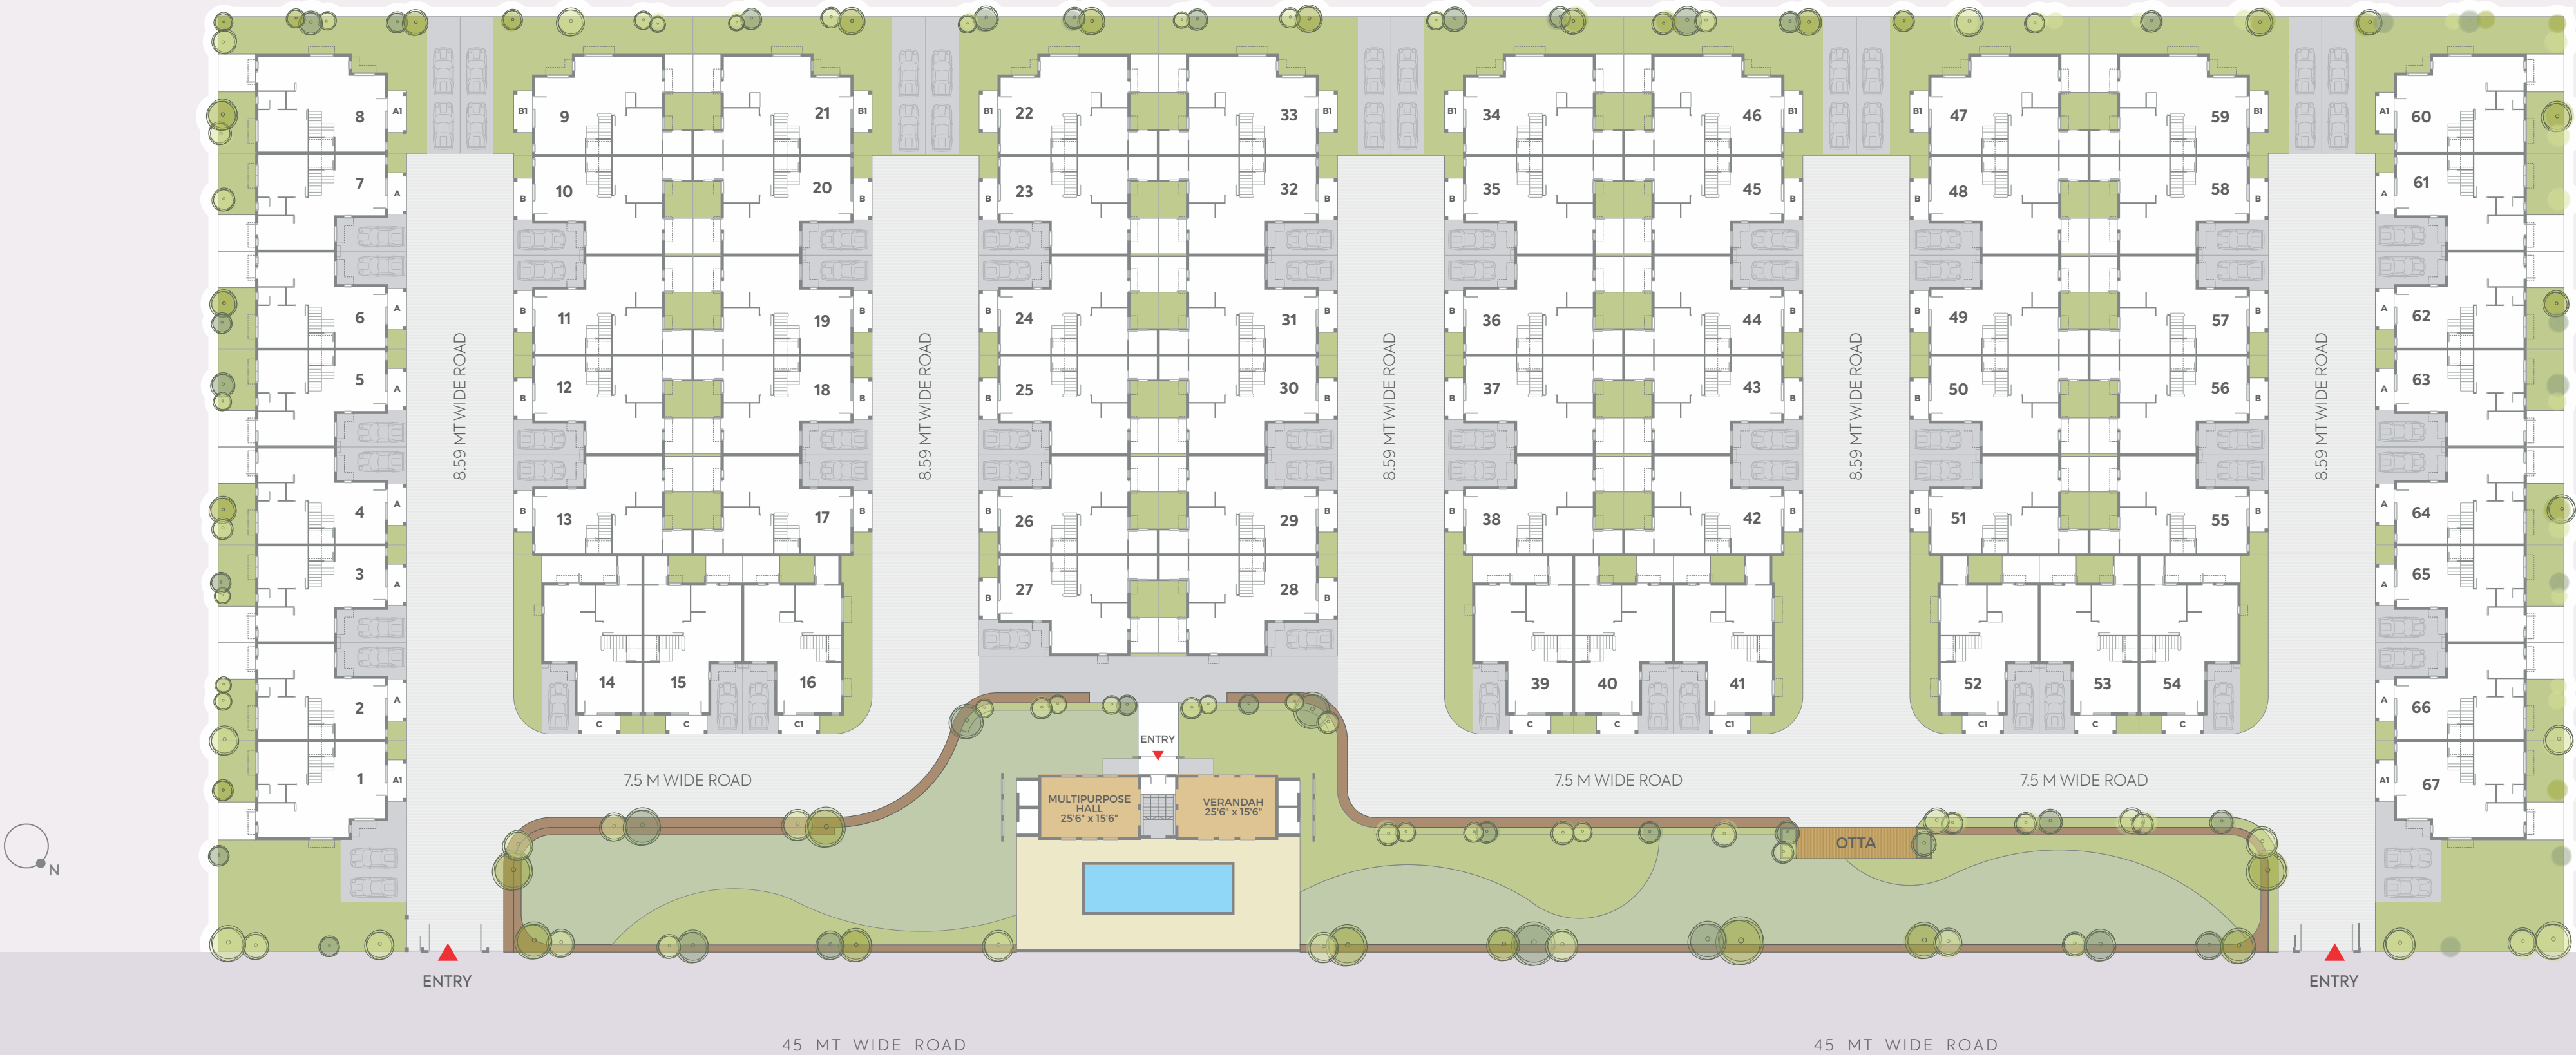 8 A1
7 A
6 A
5 A
4 A
3 A
2 A
1 A1
8.59 MT WIDE ROAD
B1 9
B 10
B 11
B 12
B 13
21 B1
20 B
19 B
18 B
17 B
14 15 16
C C C1
8.59 MT WIDE ROAD
B1 22
B 23
B 24
B 25
B 26
B 27
33 B1
32 B
31 B
30 B
29 B
28 B
8.59 MT WIDE ROAD
B1 34
B 35
B 36
B 37
B 38
46 B1
45 B
44 B
43 B
42 B
39 40 41
C C C1
8.59 MT WIDE ROAD
B1 47
B 48
B 49
B 50
B 51
59 B1
58 B
57 B
56 B
55 B
52 53 54
C1 C C
8.59 MT WIDE ROAD
A1 60
A 61
A 62
A 63
A 64
A 65
A 66
A1 67
7.5 M WIDE ROAD
ENTRY
MULTIPURPOSE
HALL
25'6" x 15'6"
VERANDAH
25'6" x 15'6"
7.5 M WIDE ROAD
7.5 M WIDE ROAD
OTTA
N
ENTRY
ENTRY
45 MT WIDE ROAD
45 MT WIDE ROAD